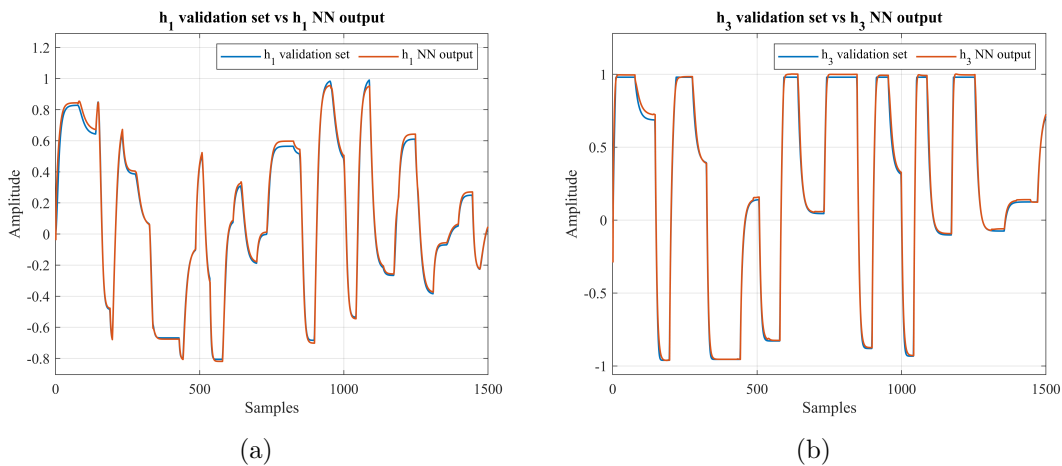 h1 validation set vs h1 NN output
h1 validation set
h1 NN output
1.2
1
0.8
0.6
0.4
0.2
0
-0.2
-0.4
-0.6
-0.8
Amplitude
0
500
1000
1500
Samples
(a)
h3 validation set vs h3 NN output
h3 validation set
h3 NN output
1
0.5
0
-0.5
-1
Amplitude
0
500
1000
1500
Samples
(b)